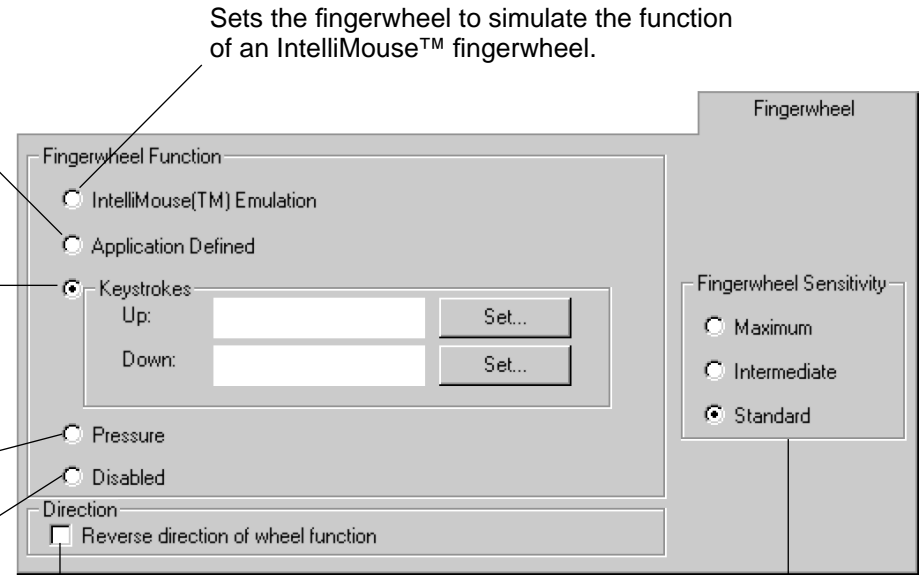 Sets the fingerwheel to simulate the function
of an IntelliMouse™ fingerwheel.
Fingerwheel
Fingerwheel Function
IntelliMouse(TM) Emulation
Application Defined
Keystrokes
Up:
Set...
Down:
Set...
Pressure
Disabled
Direction
Reverse direction of wheel function
Fingerwheel Sensitivity
Maximum
Intermediate
Standard